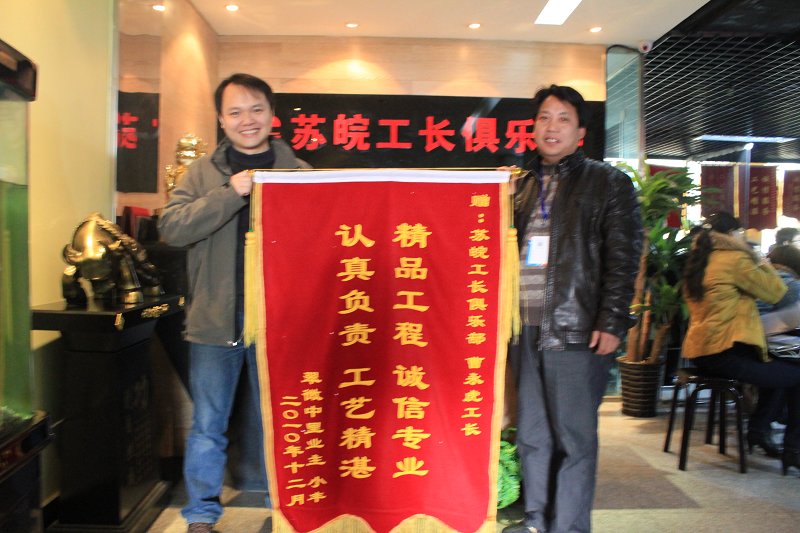 苏皖工长俱乐
赠：苏皖工长俱乐部 曹永虎工长
精品工程 诚信专业
认真负责 工艺精湛
翠微中里业主 小羊
二〇一〇年十二月